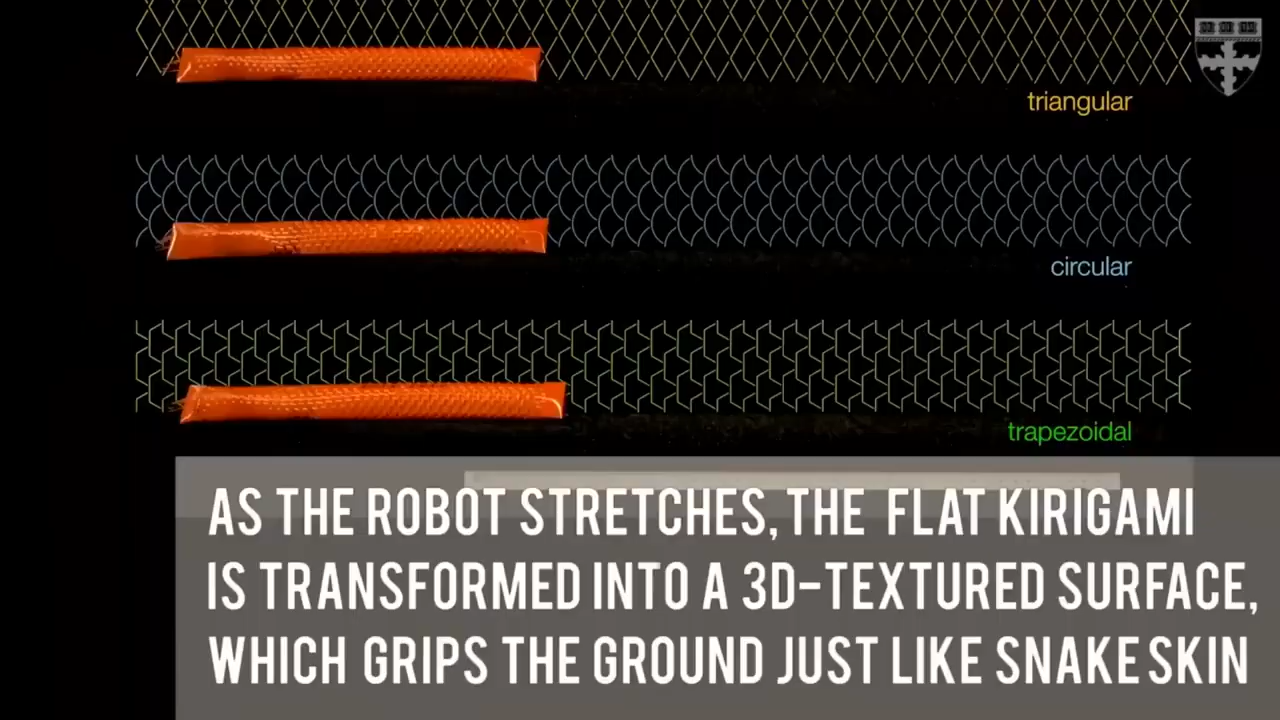 triangular
circular
trapezoidal
AS THE ROBOT STRETCHES, THE FLAT KIRIGAMI
IS TRANSFORMED INTO A 3D-TEXTURED SURFACE,
WHICH GRIPS THE GROUND JUST LIKE SNAKE SKIN